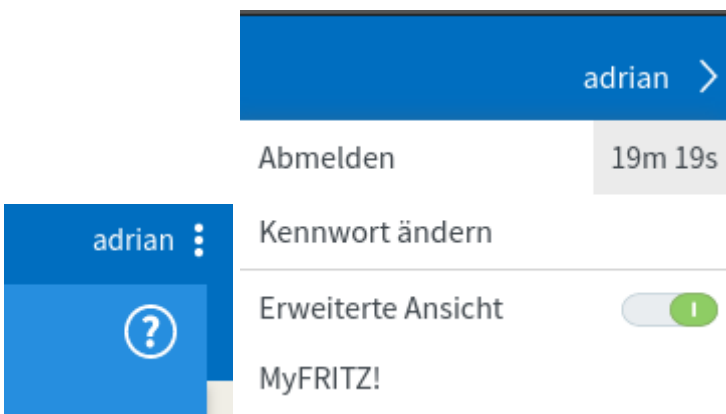 adrian
?
adrian
Abmelden 19m 19s
Kennwort ändern
Erweiterte Ansicht
MyFRITZ!